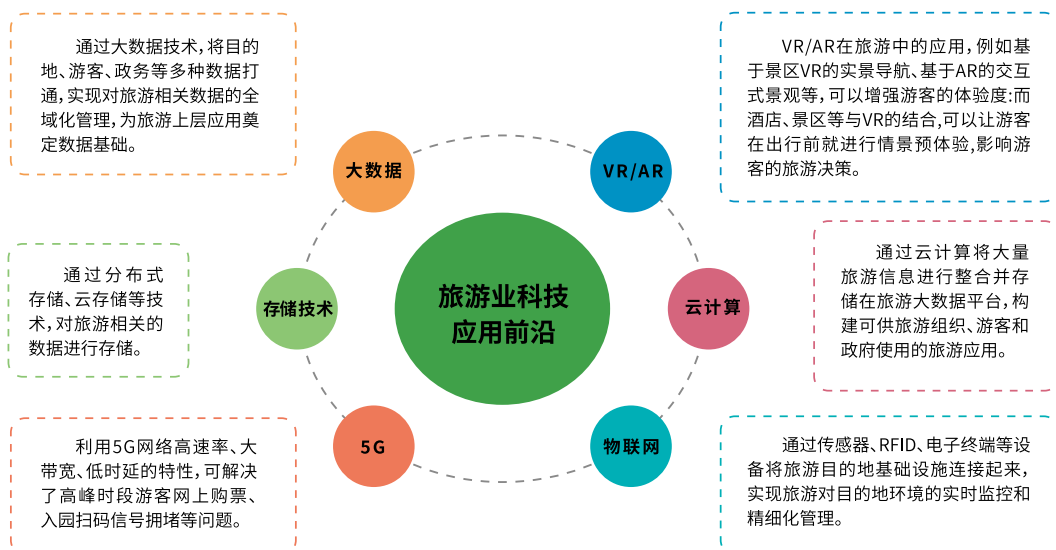 通过大数据技术，将目的
地、游客、政务等多种数据打
通，实现对旅游相关数据的全
域化管理，为旅游上层应用奠
定数据基础。
VR/AR在旅游中的应用，例如基
于景区VR的实景导航、基于AR的交互
式景观等，可以增强游客的体验度:而
酒店、景区等与VR的结合,可以让游客
在出行前就进行情景预体验,影响游
客的旅游决策。
大数据
VR/AR
通过分布式
存储、云存储等技
术，对旅游相关的
数据进行存储。
存储技术
旅游业科技
应用前沿
云计算
通过云计算将大量
旅游信息进行整合并存
储在旅游大数据平台，构
建可供旅游组织、游客和
政府使用的旅游应用。
5G
物联网
利用5G网络高速率、大
带宽、低时延的特性，可解决
了高峰时段游客网上购票、
入园扫码信号拥堵等问题。
通过传感器、RFID、电子终端等设
备将旅游目的地基础设施连接起来，
实现旅游对目的地环境的实时监控和
精细化管理。